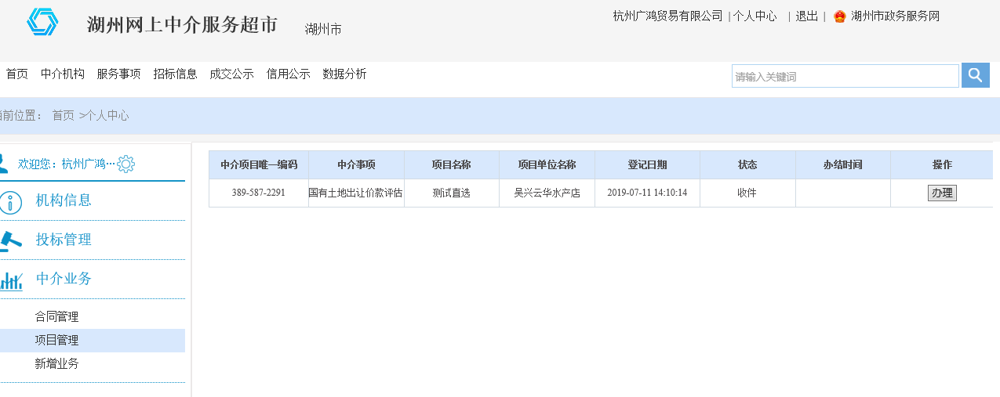 湖州网上中介服务超市 湖州市 杭州广鸿贸易有限公司 | 个人中心 | 退出 | 湖州市政务服务网
首页 中介机构 服务事项 招标信息 成交公示 信用公示 数据分析 请输入关键词
当前位置： 首页 >个人中心
欢迎您：杭州广鸿···
机构信息
投标管理
中介业务
合同管理
项目管理
新增业务
中介项目唯一编码 中介事项 项目名称 项目单位名称 登记日期 状态 办结时间 操作
389-587-2291 国有土地出让价款评估 测试直选 吴兴云华水产店 2019-07-11 14:10:14 收件 办理